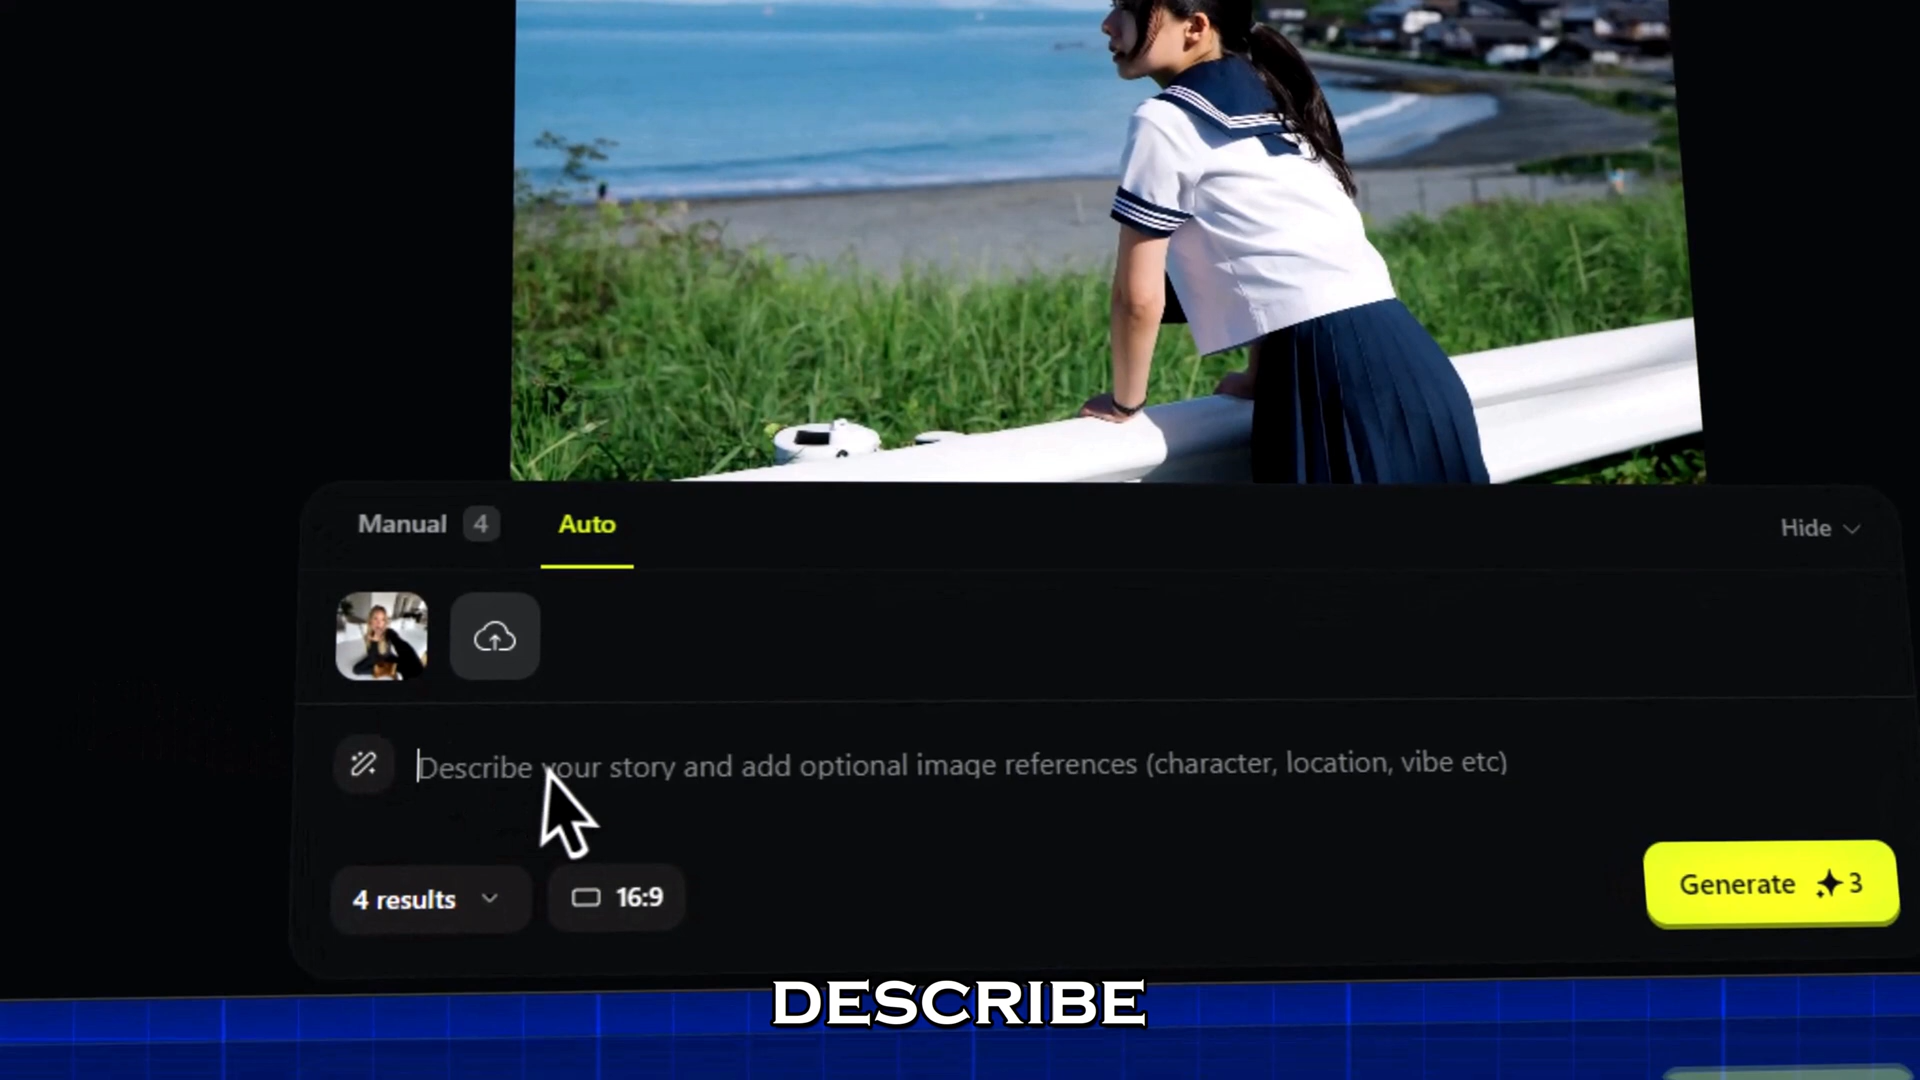 Manual 4 Auto Hide
Describe your story and add optional image references (character, location, vibe etc)
4 results 16:9 Generate 3
DESCRIBE